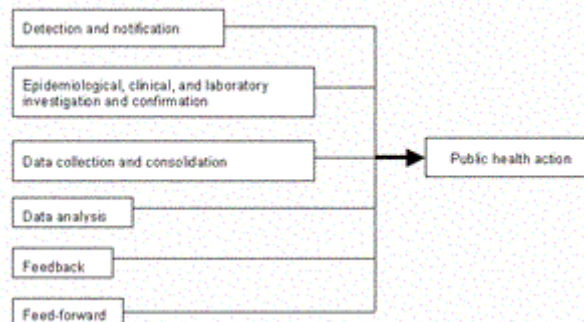 Detection and notification
Epidemiological, clinical, and laboratory
investigation and confirmation
Data collection and consolidation
Public health action
Data analysis
Feedback
Feed-forward